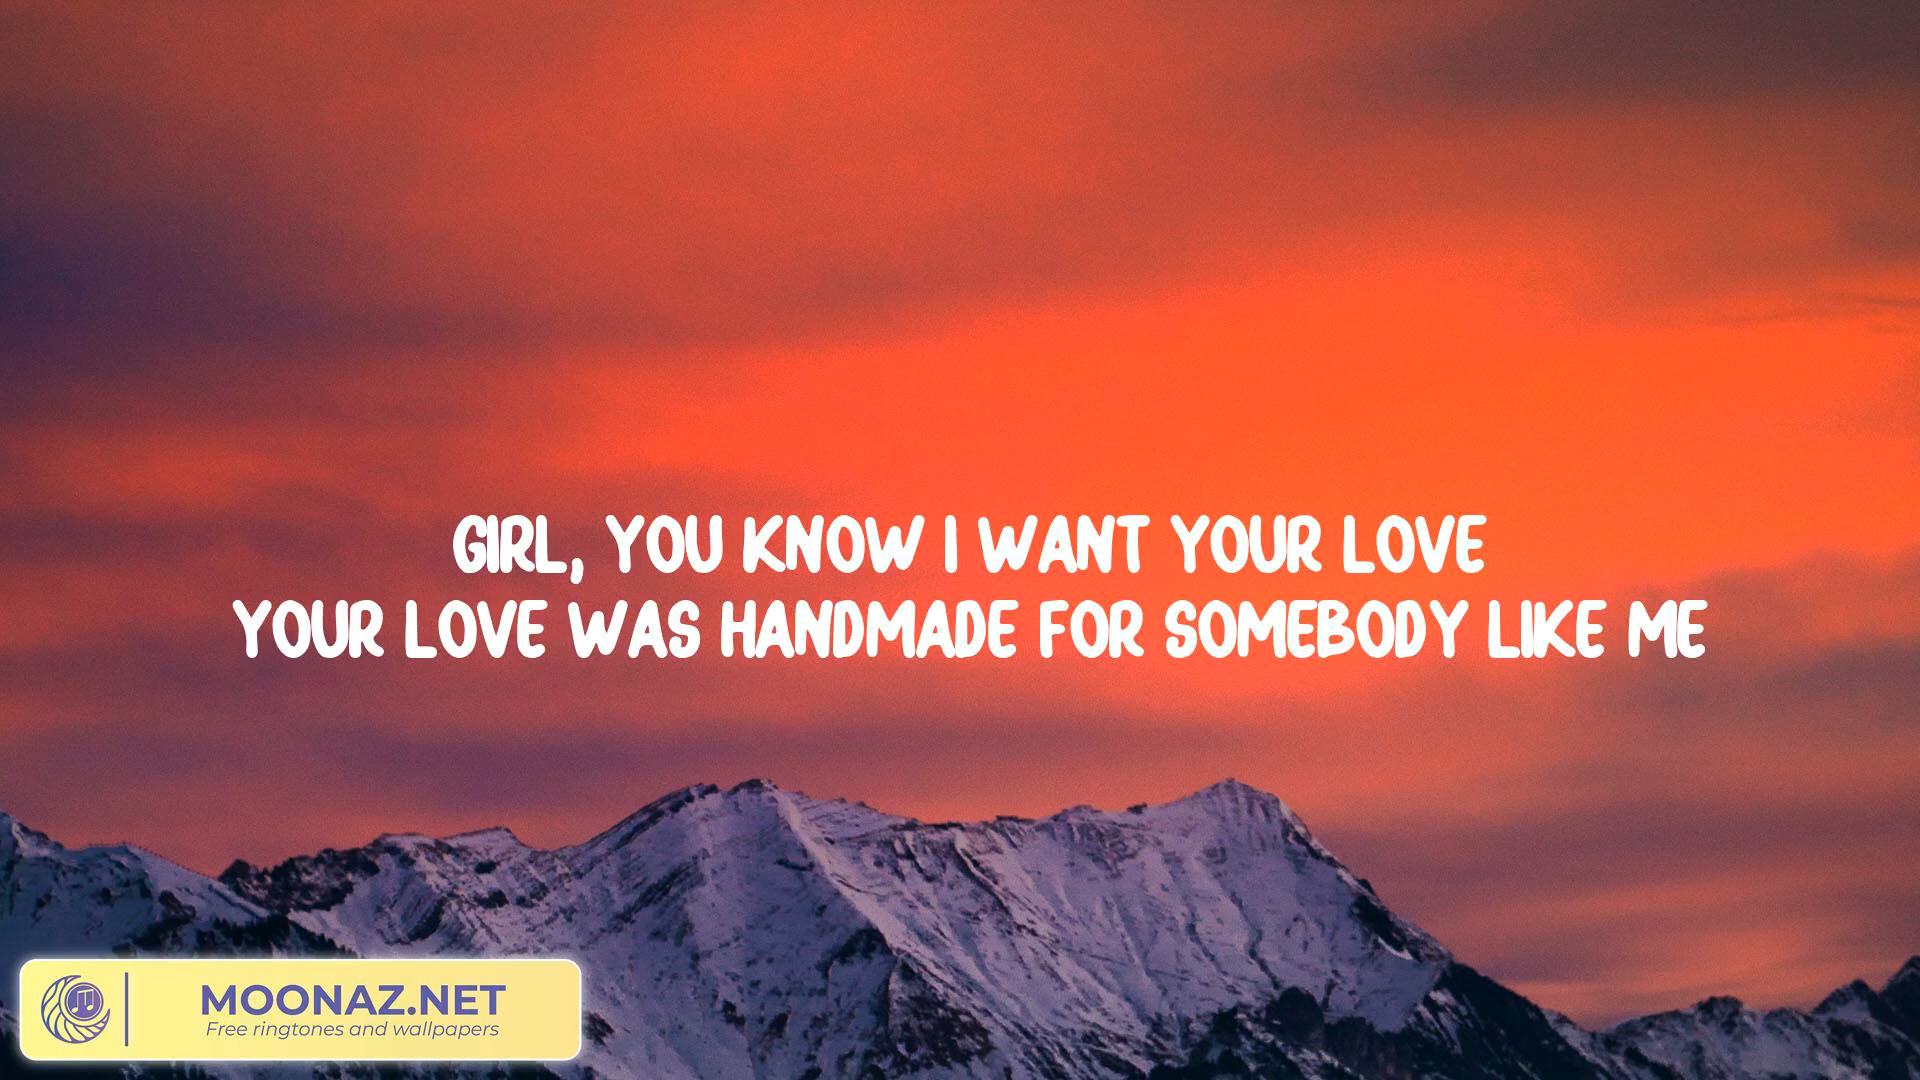 GIRL, YOU KNOW I WANT YOUR LOVE
YOUR LOVE WAS HANDMADE FOR SOMEBODY LIKE ME
MOONAZ.NET
Free ringtones and wallpapers